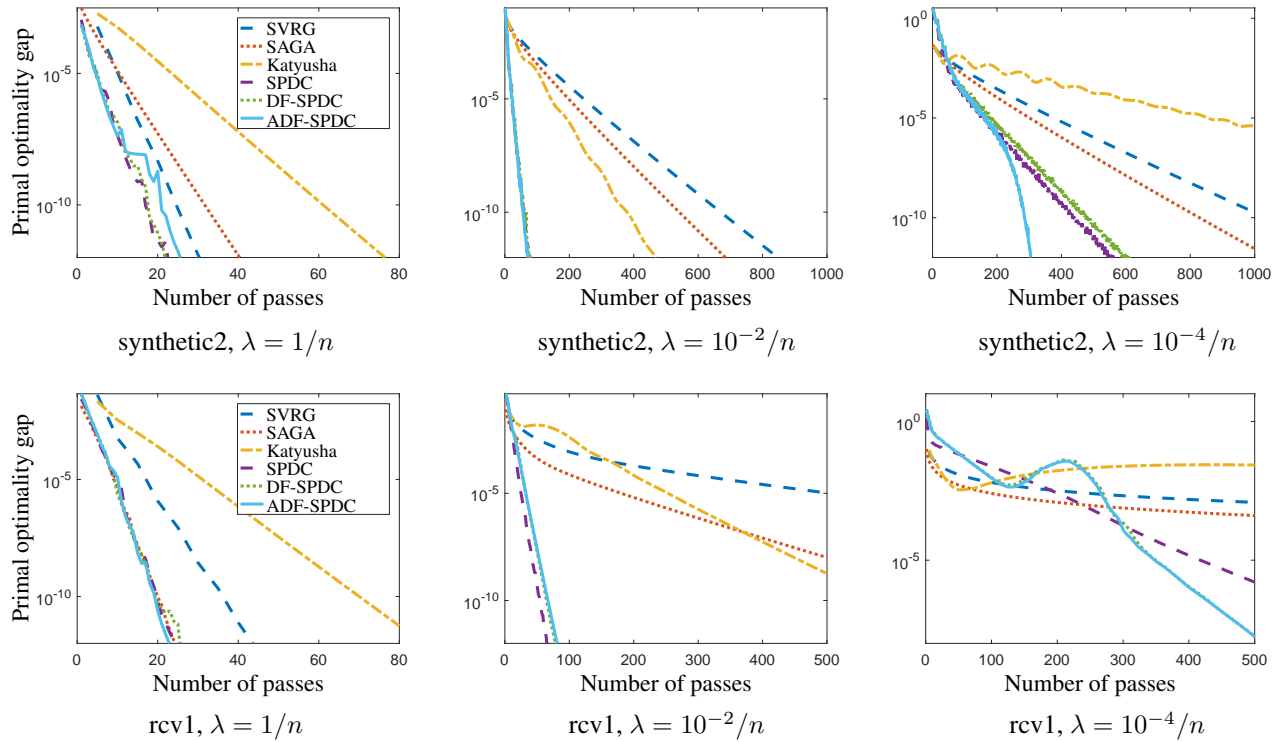 Primal optimality gap
10^{-5}
10^{-10}
SVRG
SAGA
Katyusha
SPDC
DF-SPDC
ADF-SPDC
0 20 40 60 80
Number of passes
synthetic2, λ = 1/n
10^{-5}
10^{-10}
0 200 400 600 800 1000
Number of passes
synthetic2, λ = 10^{-2}/n
10^{0}
10^{-5}
10^{-10}
0 200 400 600 800 1000
Number of passes
synthetic2, λ = 10^{-4}/n
Primal optimality gap
10^{-5}
10^{-10}
SVRG
SAGA
Katyusha
SPDC
DF-SPDC
ADF-SPDC
0 20 40 60 80
Number of passes
rcv1, λ = 1/n
10^{-5}
10^{-10}
0 100 200 300 400 500
Number of passes
rcv1, λ = 10^{-2}/n
10^{0}
10^{-5}
0 100 200 300 400 500
Number of passes
rcv1, λ = 10^{-4}/n